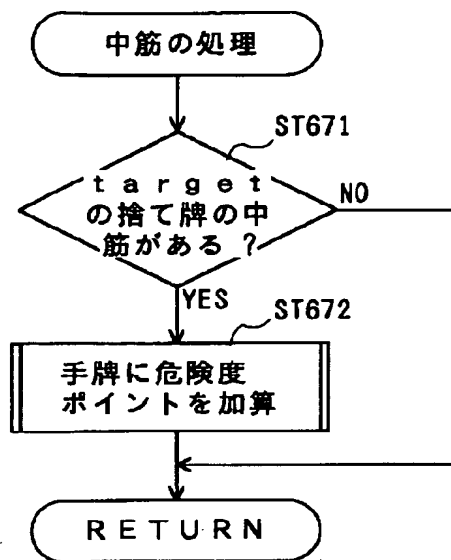 中筋の処理
ST671
ｔａｒｇｅｔ
の捨て牌の中
筋がある？
NO
YES
ST672
手牌に危険度
ポイントを加算
ＲＥＴＵＲＮ